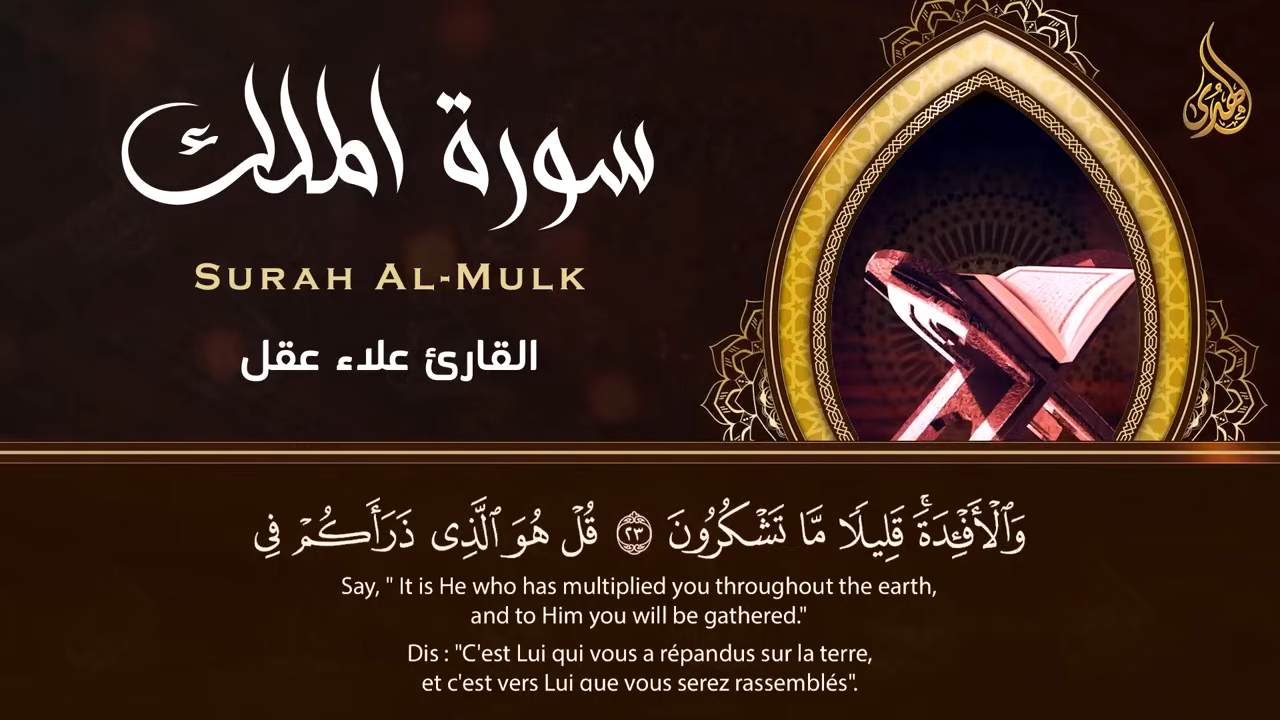 سورة الملك
الهدى
SURAH AL-MULK
القارئ علاء عقل
وَٱلْأَفْـِٔدَةَ ۖ قَلِيلًا مَّا تَشْكُرُونَ ۝٢٣ قُلْ هُوَ ٱلَّذِى ذَرَأَكُمْ فِى
Say, " It is He who has multiplied you throughout the earth,
and to Him you will be gathered."
Dis : "C'est Lui qui vous a répandus sur la terre,
et c'est vers Lui que vous serez rassemblés".